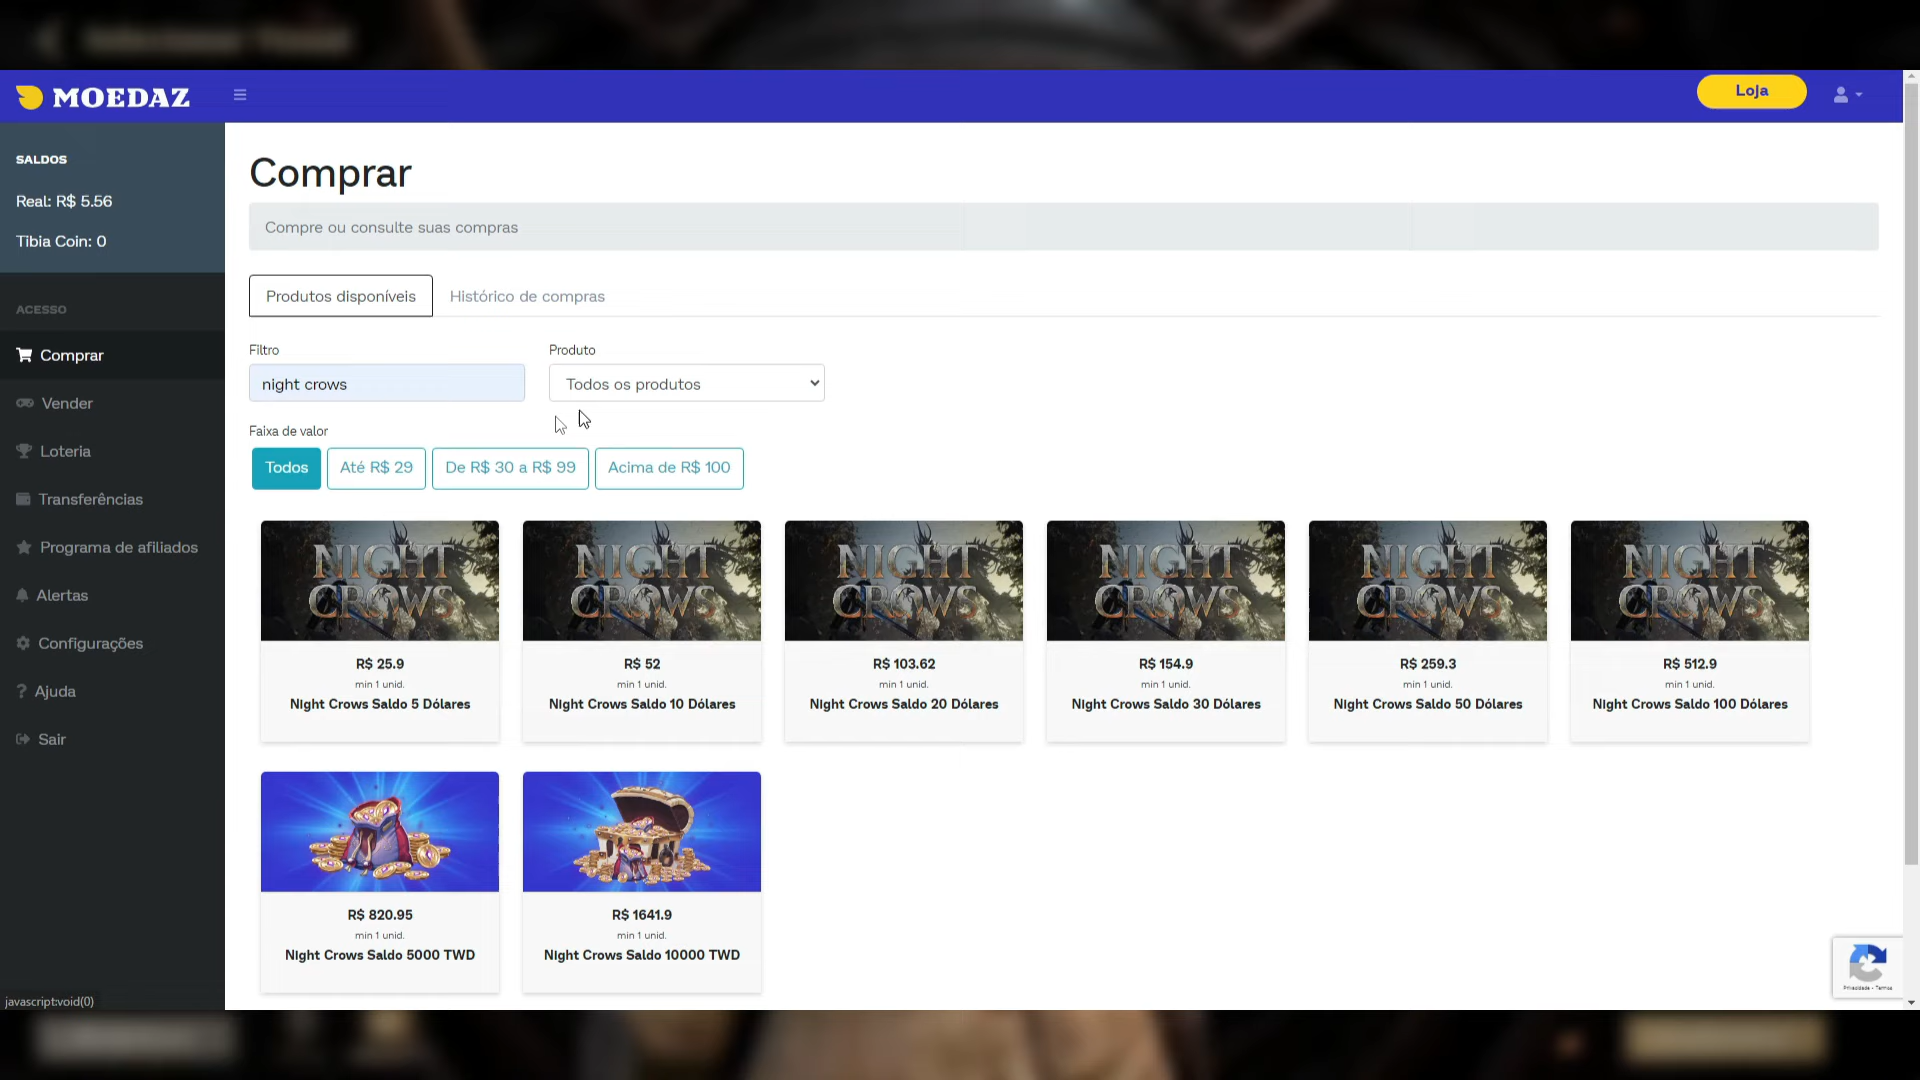 MOEDAZ
Loja
SALDOS
Real: R$ 5.56
Tibia Coin: 0
ACESSO
Comprar
Vender
Loteria
Transferências
Programa de afiliados
Alertas
Configurações
Ajuda
Sair
javascript:void(0)
Comprar
Compre ou consulte suas compras
Produtos disponíveis
Histórico de compras
Filtro
Produto
night crows
Todos os produtos
Faixa de valor
Todos
Até R$ 29
De R$ 30 a R$ 99
Acima de R$ 100
NIGHT
CROWS
R$ 25.9
min 1 unid.
Night Crows Saldo 5 Dólares
NIGHT
CROWS
R$ 52
min 1 unid.
Night Crows Saldo 10 Dólares
NIGHT
CROWS
R$ 103.62
min 1 unid.
Night Crows Saldo 20 Dólares
NIGHT
CROWS
R$ 154.9
min 1 unid.
Night Crows Saldo 30 Dólares
NIGHT
CROWS
R$ 259.3
min 1 unid.
Night Crows Saldo 50 Dólares
NIGHT
CROWS
R$ 512.9
min 1 unid.
Night Crows Saldo 100 Dólares
R$ 820.95
min 1 unid.
Night Crows Saldo 5000 TWD
R$ 1641.9
min 1 unid.
Night Crows Saldo 10000 TWD
Privacidade - Termos